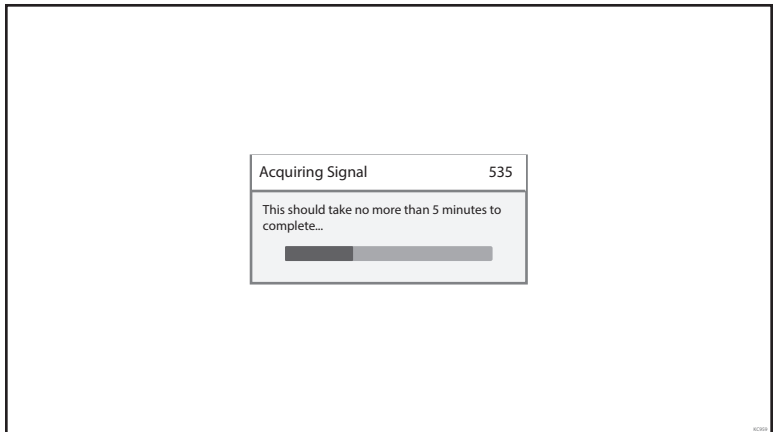 Acquiring Signal 535
This should take no more than 5 minutes to
complete...